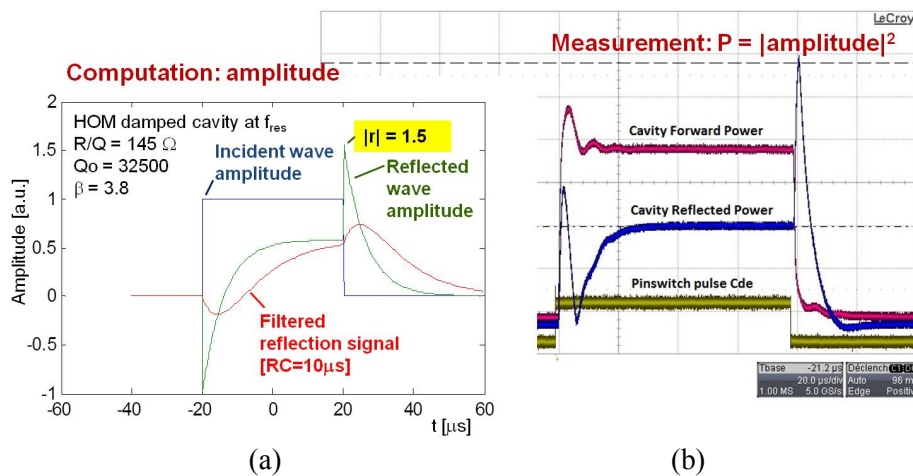 LeCroy
Measurement: P = |amplitude|²
Computation: amplitude
HOM damped cavity at f_res
R/Q = 145 Ω
Qo = 32500
β = 3.8
|r| = 1.5
Incident wave
amplitude
Reflected
wave
amplitude
Filtered
reflection signal
[RC=10μs]
Amplitude [a.u.]
2
1.5
1
0.5
0
-0.5
-1
-60
-40
-20
0
20
40
60
t [μs]
Cavity Forward Power
Cavity Reflected Power
Pinswitch pulse Cde
Tbase -21.2 µs
20.0 µs/div
1.00 MS 5.0 GS/s
Déclench
Auto 96 m
Edge Positiv
(a)
(b)